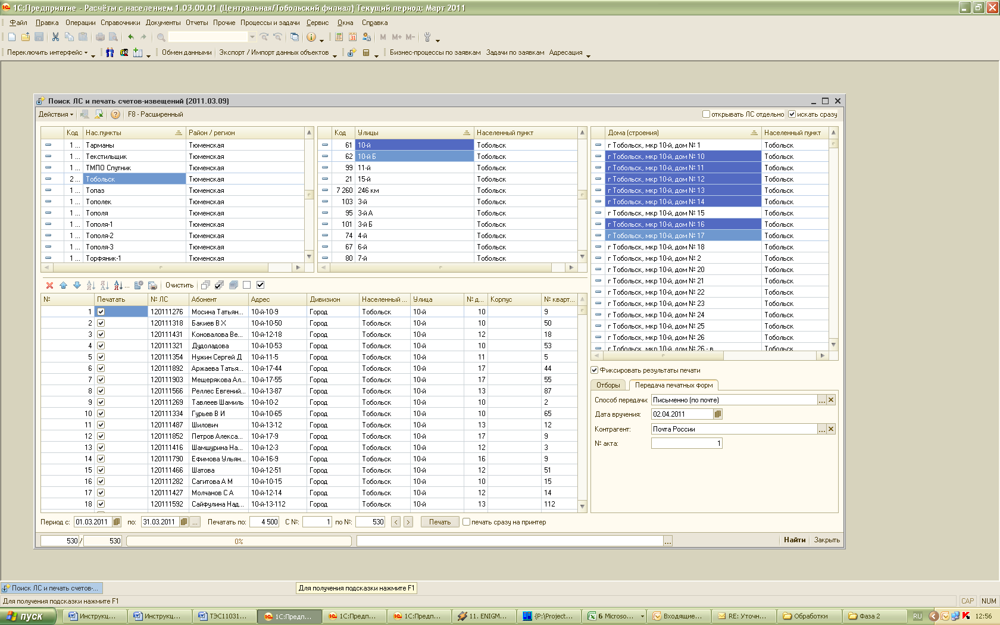 1С:Предприятие - Расчёты с населением 1.03.00.01 (Центральная/Тобольский филиал) Текущий период: Март 2011
Файл Правка Операции Справочники Документы Отчеты Прочие Процессы и задачи Сервис Окна Справка
M M+ M-
Переключить интерфейс Обмен данными Экспорт / Импорт данных объектов Бизнес-процессы по заявкам Задачи по заявкам Адресация
Поиск ЛС и печать счетов-извещений (2011.03.09)
Действия F8 - Расширенный открывать ЛС отдельно искать сразу
Код Нас.пункты Район / регион
1 ... Тарманы Тюменская
1 ... Текстильщик Тюменская
1 ... ТМПО Спутник Тюменская
2 ... Тобольск Тюменская
1 ... Топаз Тюменская
1 ... Тополек Тюменская
1 ... Тополя Тюменская
1 ... Тополя-1 Тюменская
1 ... Тополя-2 Тюменская
1 ... Тополя-3 Тюменская
1 ... Торфяник-1 Тюменская
Код Улицы Населенный пункт
61 10-й Тобольск
62 10-й Б Тобольск
99 11-й Тобольск
21 15-й Тобольск
7 260 246 км Тобольск
103 3-й Тобольск
95 3-й А Тобольск
101 3-й Б Тобольск
74 4-й Тобольск
67 6-й Тобольск
80 7-й Тобольск
Дома (строения) Населенный пункт
г Тобольск, мкр 10-й, дом № 1 Тобольск
г Тобольск, мкр 10-й, дом № 10 Тобольск
г Тобольск, мкр 10-й, дом № 11 Тобольск
г Тобольск, мкр 10-й, дом № 12 Тобольск
г Тобольск, мкр 10-й, дом № 13 Тобольск
г Тобольск, мкр 10-й, дом № 14 Тобольск
г Тобольск, мкр 10-й, дом № 15 Тобольск
г Тобольск, мкр 10-й, дом № 16 Тобольск
г Тобольск, мкр 10-й, дом № 17 Тобольск
г Тобольск, мкр 10-й, дом № 18 Тобольск
г Тобольск, мкр 10-й, дом № 2 Тобольск
г Тобольск, мкр 10-й, дом № 20 Тобольск
г Тобольск, мкр 10-й, дом № 21 Тобольск
г Тобольск, мкр 10-й, дом № 22 Тобольск
г Тобольск, мкр 10-й, дом № 23 Тобольск
г Тобольск, мкр 10-й, дом № 24 Тобольск
г Тобольск, мкр 10-й, дом № 25 Тобольск
г Тобольск, мкр 10-й, дом № 26 Тобольск
г Тобольск, мкр 10-й, дом № 26 - в Тобольск
Очистить
№ Печатать № ЛС Абонент Адрес Дивизион Населенный ... Улица № д... Корпус № кварт...
1 120111276 Мосина Татьян... 10-й-10-9 Город Тобольск 10-й 10 9
2 120111318 Бакиев В Х 10-й-10-50 Город Тобольск 10-й 10 50
3 120111431 Коновалова Ве... 10-й-12-18 Город Тобольск 10-й 12 18
4 120111321 Дудоладова 10-й-10-53 Город Тобольск 10-й 10 53
5 120111354 Нужин Сергей Д 10-й-11-5 Город Тобольск 10-й 11 5
6 120111892 Аржаева Татья... 10-й-17-44 Город Тобольск 10-й 17 44
7 120111903 Мещерякова Ал... 10-й-17-55 Город Тобольск 10-й 17 55
8 120111566 Реллес Евгений... 10-й-13-87 Город Тобольск 10-й 13 87
9 120111269 Тавлеев Шамиль 10-й-10-2 Город Тобольск 10-й 10 2
10 120111334 Гурьев В И 10-й-10-65 Город Тобольск 10-й 10 65
11 120111487 Шилович 10-й-13-12 Город Тобольск 10-й 13 12
12 120111852 Петров Алекса... 10-й-17-9 Город Тобольск 10-й 17 9
13 120111416 Шамшурина На... 10-й-12-3 Город Тобольск 10-й 12 3
14 120111790 Ефимова Ульян... 10-й-16-9 Город Тобольск 10-й 16 9
15 120111466 Шатова 10-й-12-51 Город Тобольск 10-й 12 51
16 120111282 Сагитова А М 10-й-10-15 Город Тобольск 10-й 10 15
17 120111427 Молчанов С А 10-й-12-14 Город Тобольск 10-й 12 14
18 120111592 Сайфулина Над... 10-й-13-112 Город Тобольск 10-й 13 112
Фиксировать результаты печати
Отборы Передача печатных форм
Способ передачи: Письменно (по почте) ...
Дата вручения: 02.04.2011
Контрагент: Почта России ...
№ акта: 1
Период с: 01.03.2011 по: 31.03.2011 ... Печатать по: 4 500 С №: 1 по №: 530 < > Печать печать сразу на принтер
530 / 530 0% ... Найти Закрыть
Поиск ЛС и печать счетов-... Для получения подсказки нажмите F1
Для получения подсказки нажмите F1 CAP NUM
пуск Инструкц... Инструкц... ТЭС11031... 1С:Предп... 1С:Предп... 1С:Предп... 11. ENIGM... {P:\Project... 6 Microso... Входящие... RE: Уточн... Обработки Фаза 2 RU 12:56